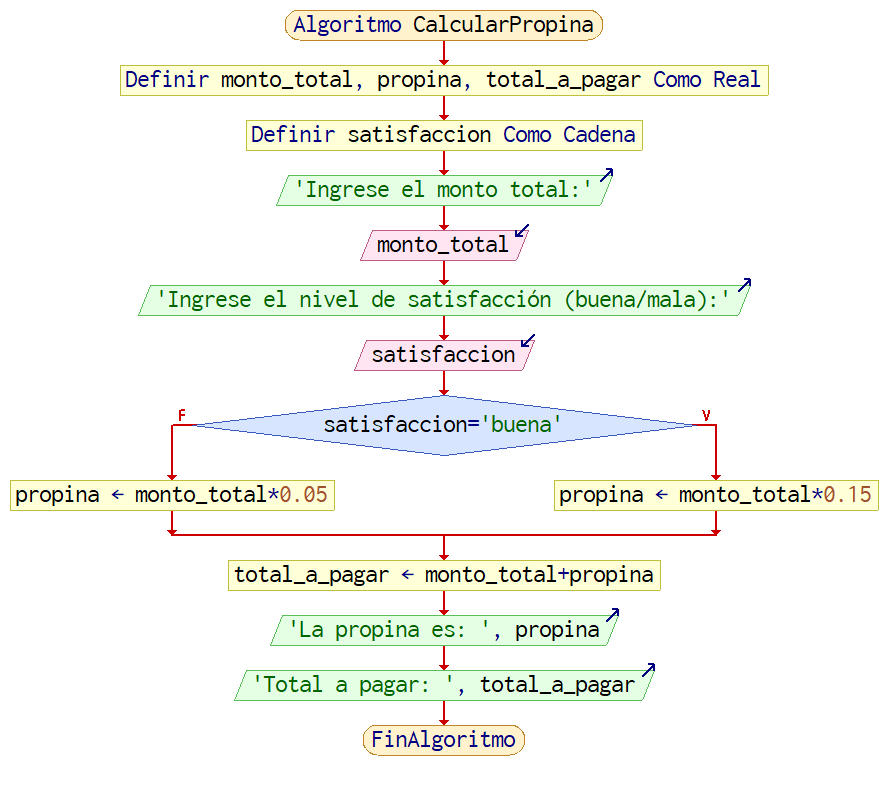 Algoritmo CalcularPropina
Definir monto_total, propina, total_a_pagar Como Real
Definir satisfaccion Como Cadena
'Ingrese el monto total:'
monto_total
'Ingrese el nivel de satisfacción (buena/mala):'
satisfaccion
F
V
satisfaccion='buena'
propina ← monto_total*0.05
propina ← monto_total*0.15
total_a_pagar ← monto_total+propina
'La propina es: ', propina
'Total a pagar: ', total_a_pagar
FinAlgoritmo